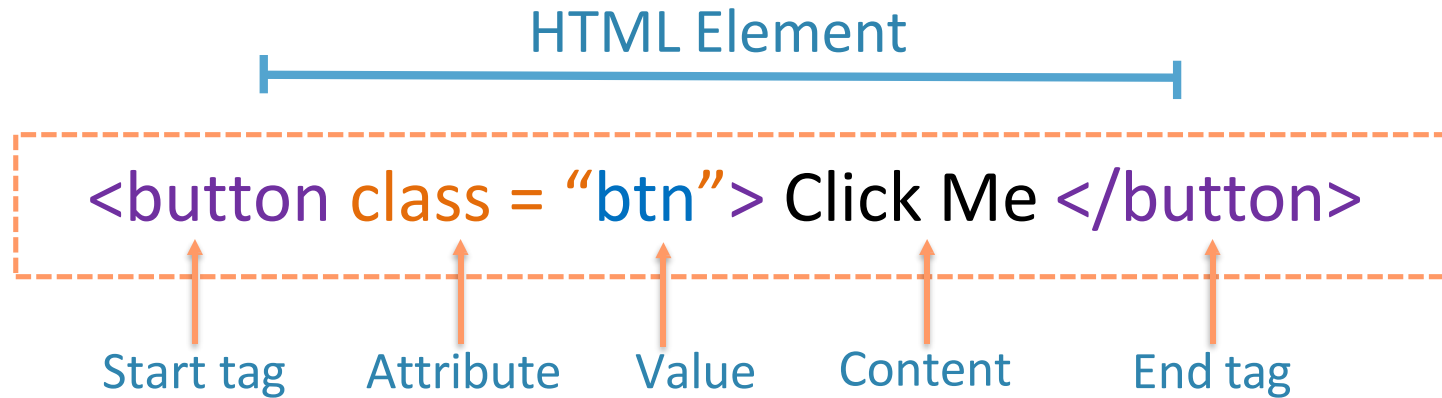 HTML Element
<button class = “btn”> Click Me </button>
Start tag Attribute Value Content End tag